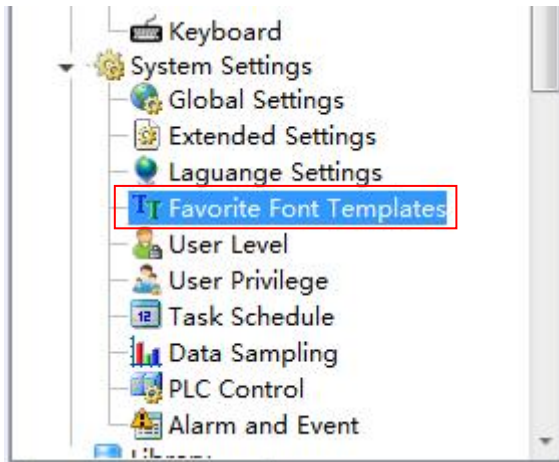 Keyboard
System Settings
Global Settings
Extended Settings
Laguange Settings
Favorite Font Templates
User Level
User Privilege
Task Schedule
Data Sampling
PLC Control
Alarm and Event